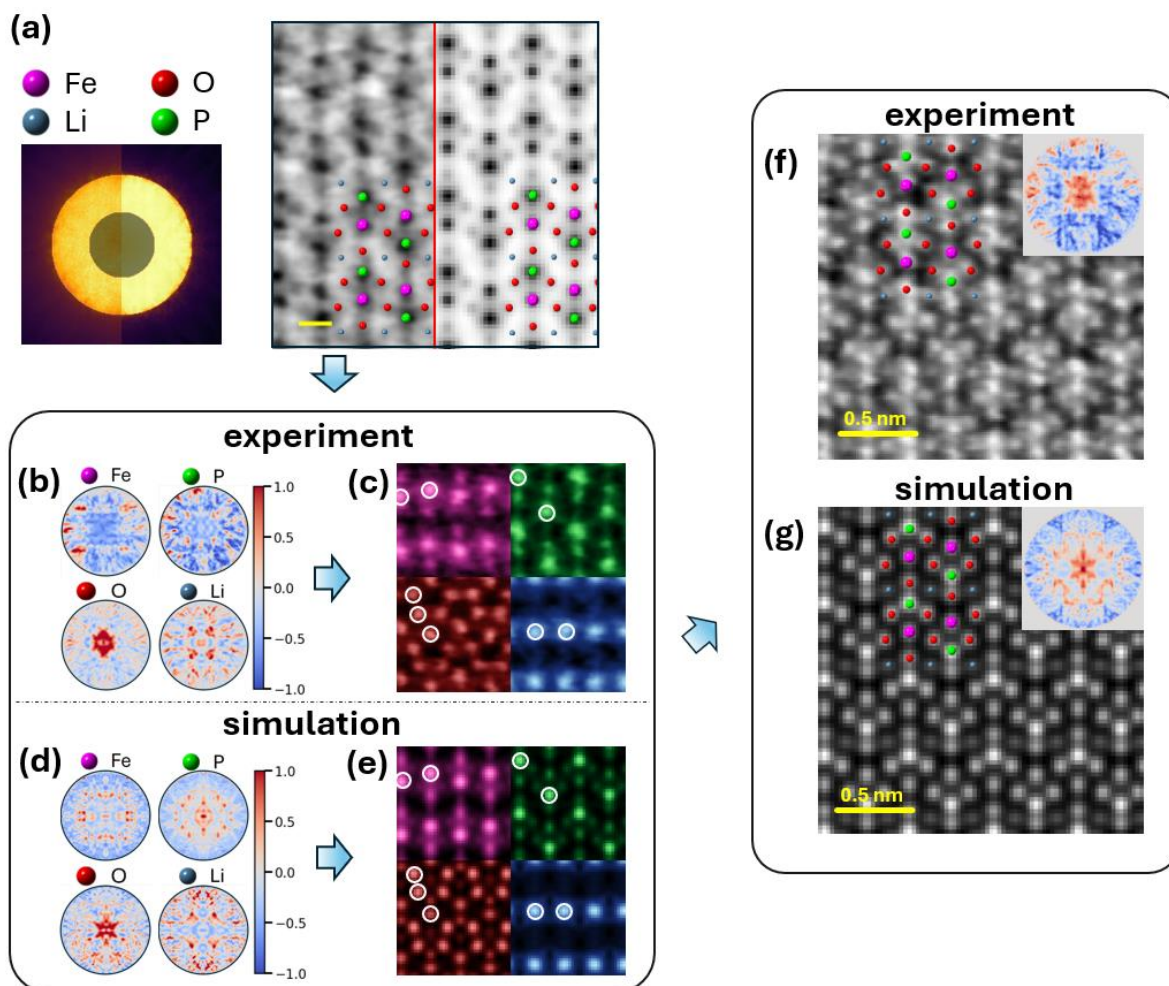 (a)
Fe
O
Li
P
experiment
(b)
Fe
P
O
Li
1.0
0.5
0.0
−0.5
−1.0
(c)
simulation
(d)
Fe
P
O
Li
1.0
0.5
0.0
−0.5
−1.0
(e)
experiment
(f)
0.5 nm
simulation
(g)
0.5 nm